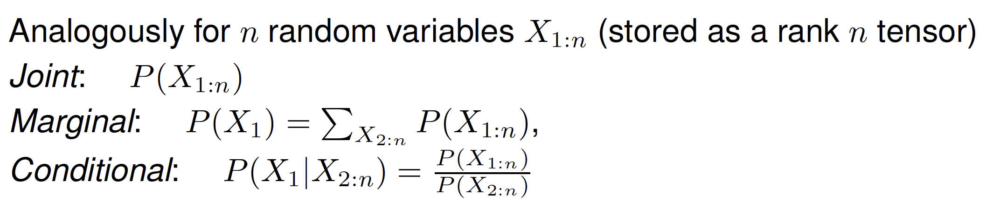 Analogously for n random variables X_{1:n} (stored as a rank n tensor)
Joint: P(X_{1:n})
Marginal: P(X_1) = \sum_{X_{2:n}} P(X_{1:n}),
Conditional: P(X_1|X_{2:n}) = \frac{P(X_{1:n})}{P(X_{2:n})}